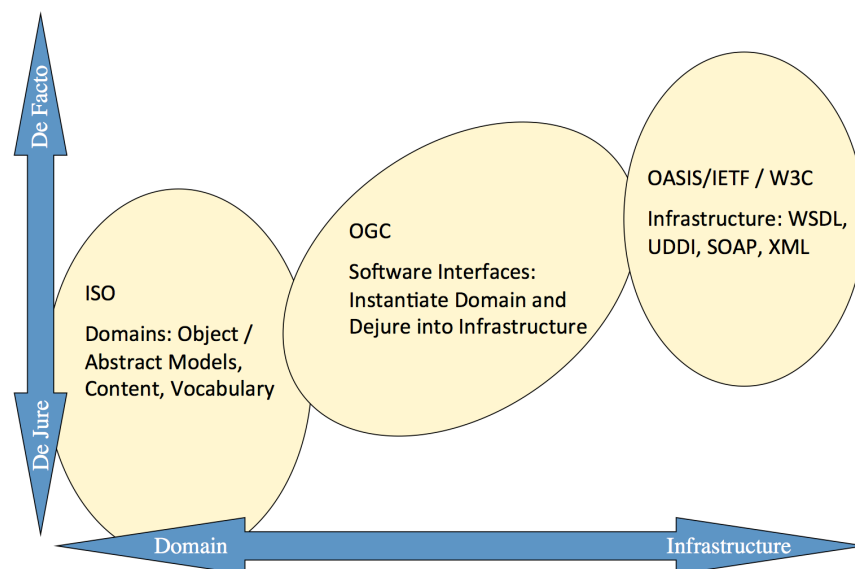 De Facto
De Jure
ISO
Domains: Object /
Abstract Models,
Content, Vocabulary
OGC
Software Interfaces:
Instantiate Domain and
Dejure into Infrastructure
OASIS/IETF / W3C
Infrastructure: WSDL,
UDDI, SOAP, XML
Domain
Infrastructure